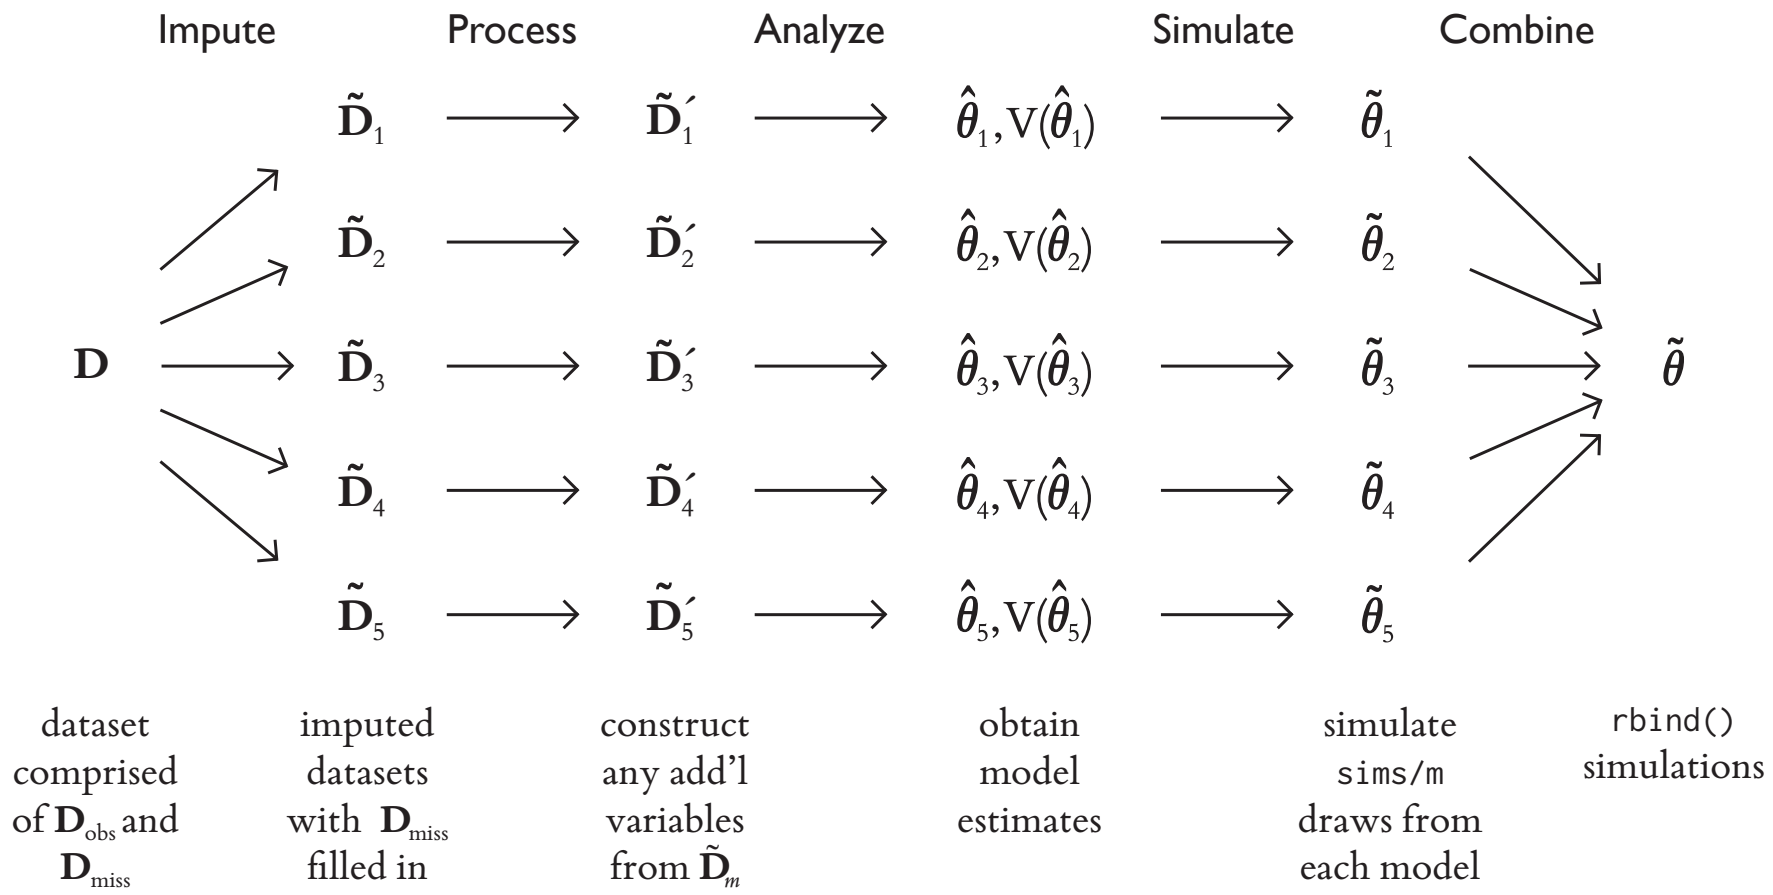 Impute Process Analyze Simulate Combine
D̃₁ D̃₁′ θ̂₁, V(θ̂₁) θ̃₁
D̃₂ D̃₂′ θ̂₂, V(θ̂₂) θ̃₂
D D̃₃ D̃₃′ θ̂₃, V(θ̂₃) θ̃₃ θ̃
D̃₄ D̃₄′ θ̂₄, V(θ̂₄) θ̃₄
D̃₅ D̃₅′ θ̂₅, V(θ̂₅) θ̃₅
dataset
comprised
of D_obs and
D_miss
imputed
datasets
with D_miss
filled in
construct
any add'l
variables
from D̃_m
obtain
model
estimates
simulate
sims/m
draws from
each model
rbind()
simulations